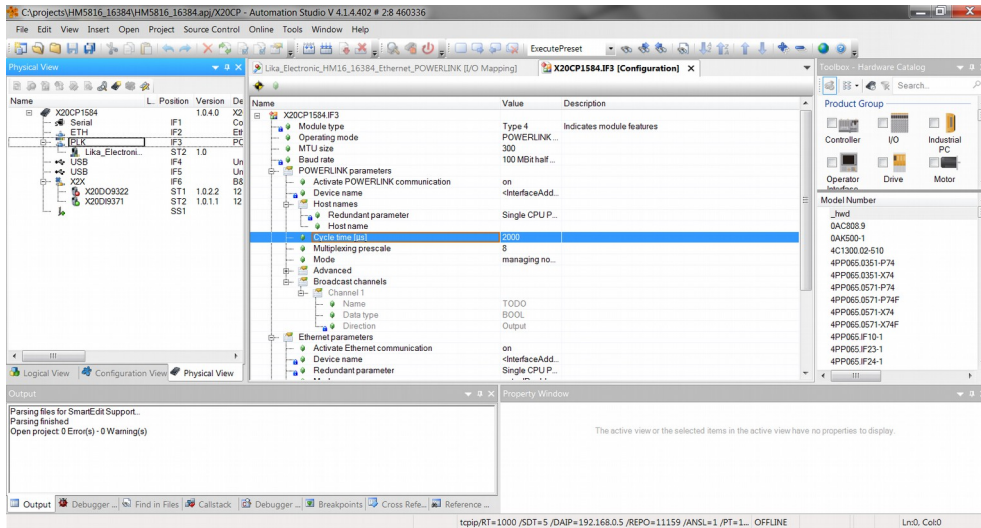 C:\projects\HM5816_16384\HM5816_16384.apj/X20CP - Automation Studio V 4.1.4.402 # 2:8 460336
File Edit View Insert Open Project Source Control Online Tools Window Help
ExecutePreset
Physical View
Name L.. Position Version De
X20CP1584 1.0.4.0 X2
Serial IF1 Co
ETH IF2 Eth
PLK IF3 PC
Lika_Electroni... ST2 1.0
USB IF4 Un
USB IF5 Un
X2X IF6 B&
X20DO9322 ST1 1.0.2.2 12
X20DI9371 ST2 1.0.1.1 12
SS1
Logical View Configuration View Physical View
Lika_Electronic_HM16_16384_Ethernet_POWERLINK [I/O Mapping] X20CP1584.IF3 [Configuration] X
Name Value Description
X20CP1584.IF3
Module type Type 4 Indicates module features
Operating mode POWERLINK ...
MTU size 300
Baud rate 100 MBit half ...
POWERLINK parameters
Activate POWERLINK communication on
Device name <InterfaceAdd...
Host names
Redundant parameter Single CPU P...
Host name
Cycle time [µs] 2000
Multiplexing prescale 8
Mode managing no...
Advanced
Broadcast channels
Channel 1
Name TODO
Data type BOOL
Direction Output
Ethernet parameters
Activate Ethernet communication on
Device name <InterfaceAdd...
Redundant parameter Single CPU P...
Toolbox - Hardware Catalog
Search...
Product Group
Controller I/O Industrial PC
Operator Interface Drive Motor
Model Number
_hwd
0AC808.9
0AK500-1
4C1300.02-510
4PP065.0351-P74
4PP065.0351-X74
4PP065.0571-P74
4PP065.0571-P74F
4PP065.0571-X74
4PP065.0571-X74F
4PP065.IF10-1
4PP065.IF23-1
4PP065.IF24-1
Output
Parsing files for SmartEdit Support...
Parsing finished
Open project: 0 Error(s) - 0 Warning(s)
Output Debugger ... Find in Files Callstack Debugger ... Breakpoints Cross Refe... Reference ...
Property Window
The active view or the selected items in the active view have no properties to display.
tcpip/RT=1000 /SDT=5 /DAIP=192.168.0.5 /REPO=11159 /ANSL=1 /PT=1... OFFLINE Ln:0, Col:0